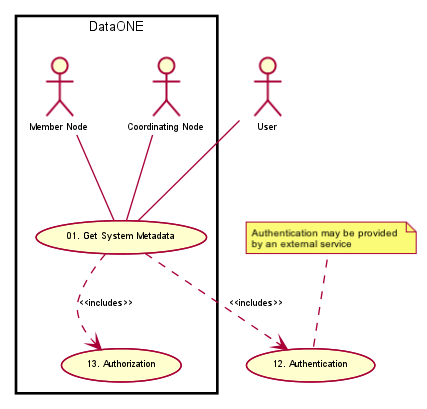 DataONE
Member Node
Coordinating Node
User
01. Get System Metadata
Authentication may be provided
by an external service
<<includes>>
<<includes>>
13. Authorization
12. Authentication